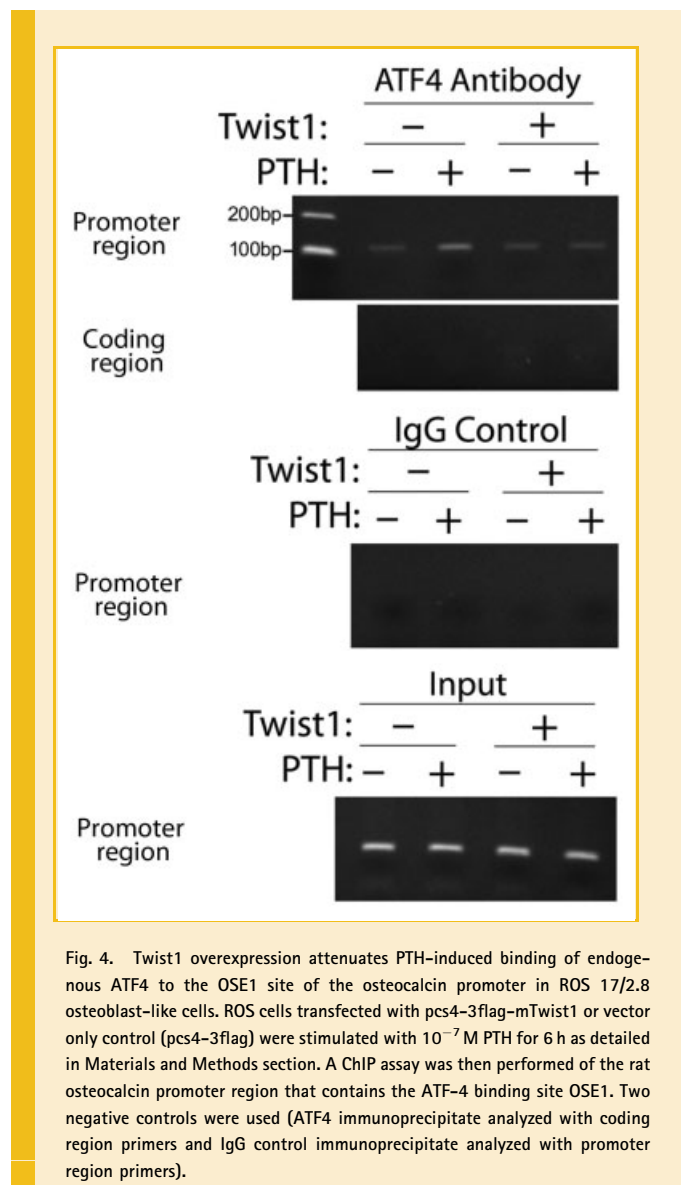 ATF4 Antibody
Twist1: − +
PTH: − + − +
Promoter region
200bp-
100bp-
Coding region
IgG Control
Twist1: − +
PTH: − + − +
Promoter region
Input
Twist1: − +
PTH: − + − +
Promoter region
Fig. 4. Twist1 overexpression attenuates PTH-induced binding of endoge-
nous ATF4 to the OSE1 site of the osteocalcin promoter in ROS 17/2.8
osteoblast-like cells. ROS cells transfected with pcs4-3flag-mTwist1 or vector
only control (pcs4-3flag) were stimulated with 10⁻⁷ M PTH for 6 h as detailed
in Materials and Methods section. A ChIP assay was then performed of the rat
osteocalcin promoter region that contains the ATF-4 binding site OSE1. Two
negative controls were used (ATF4 immunoprecipitate analyzed with coding
region primers and IgG control immunoprecipitate analyzed with promoter
region primers).